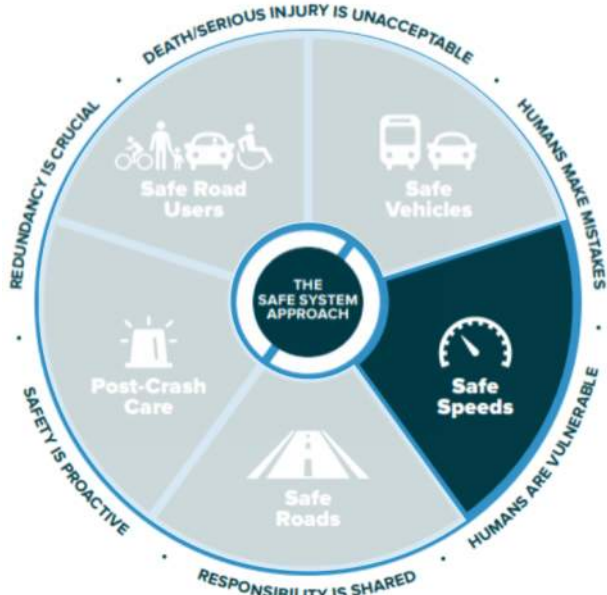 DEATH/SERIOUS INJURY IS UNACCEPTABLE
HUMANS MAKE MISTAKES
HUMANS ARE VULNERABLE
RESPONSIBILITY IS SHARED
SAFETY IS PROACTIVE
REDUNDANCY IS CRUCIAL
Safe Road
Users
Safe
Vehicles
THE
SAFE SYSTEM
APPROACH
Safe
Speeds
Post-Crash
Care
Safe
Roads